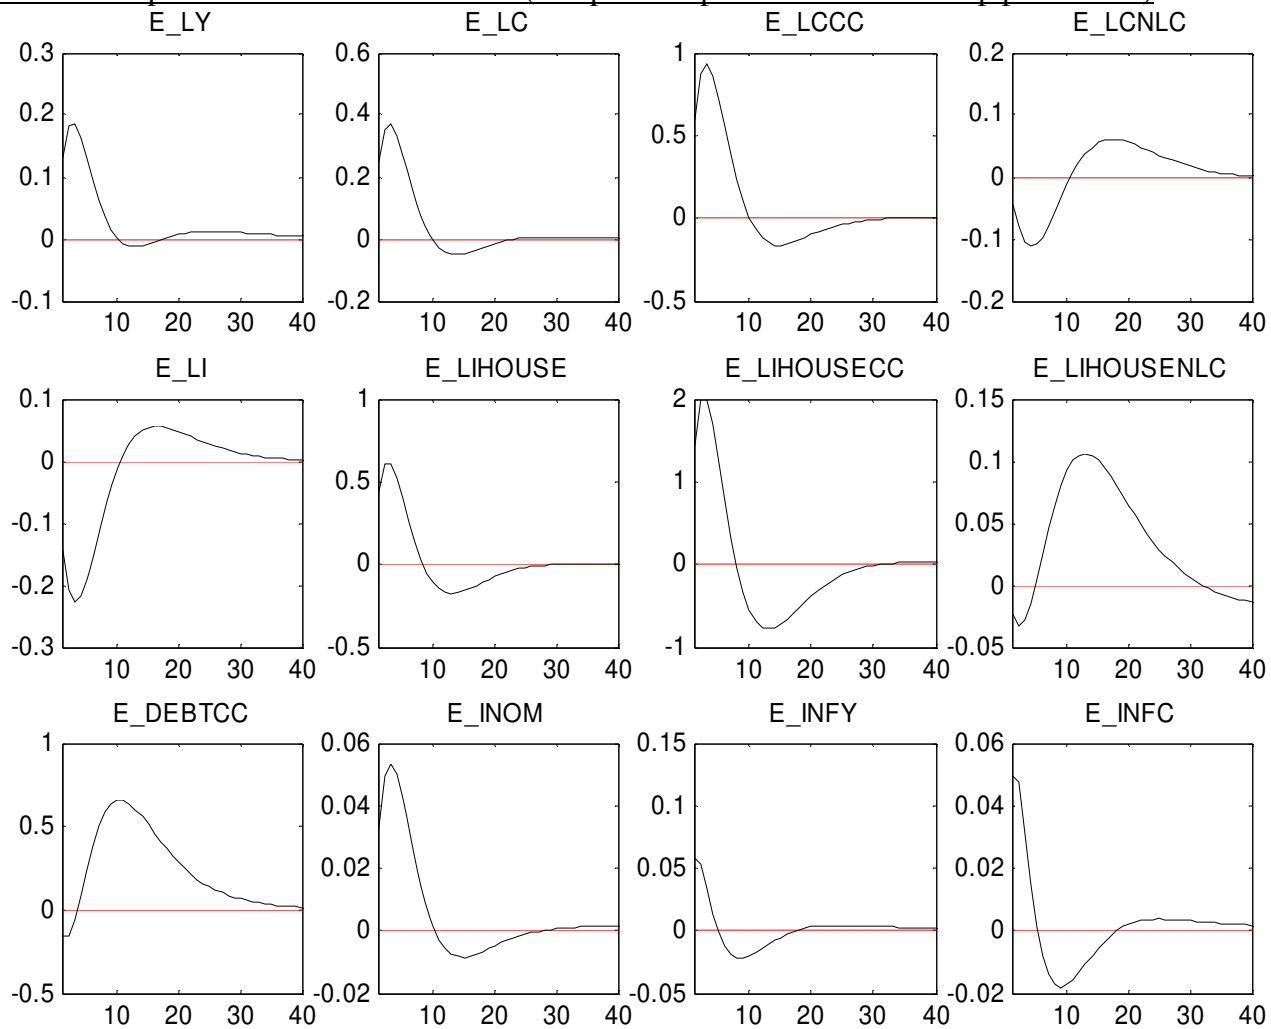 E_LY E_LC E_LCCC E_LCNLC
0.3 0.6 1 0.2
0.2 0.4 0.1
0.5
0.1 0.2 0
0 0 0 -0.1
-0.1 -0.2 -0.5 -0.2
10 20 30 40 10 20 30 40 10 20 30 40 10 20 30 40
E_LI E_LIHOUSE E_LIHOUSECC E_LIHOUSENLC
0.1 1 2 0.15
0 0.5 1 0.1
-0.1 0.05
-0.2 0 0 0
-0.3 -0.5 -1 -0.05
10 20 30 40 10 20 30 40 10 20 30 40 10 20 30 40
E_DEBTCC E_INOM E_INFY E_INFC
1 0.06 0.15 0.06
0.5 0.04 0.1 0.04
0.02 0.05 0.02
0 0 0 0
-0.5 -0.02 -0.05 -0.02
10 20 30 40 10 20 30 40 10 20 30 40 10 20 30 40